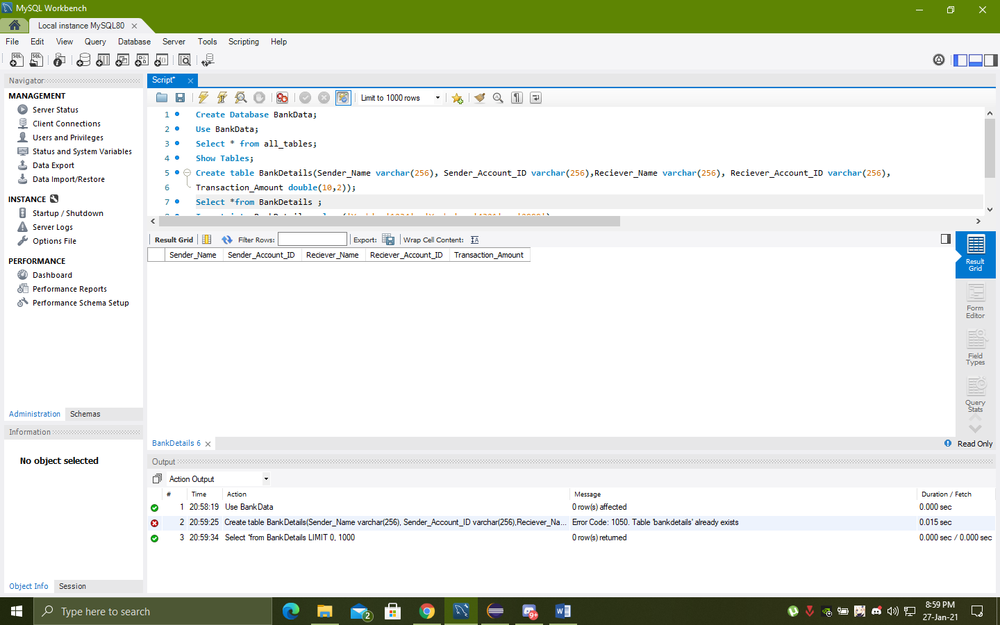 MySQL Workbench
Local instance MySQL80
File Edit View Query Database Server Tools Scripting Help
Navigator
MANAGEMENT
Server Status
Client Connections
Users and Privileges
Status and System Variables
Data Export
Data Import/Restore
INSTANCE
Startup / Shutdown
Server Logs
Options File
PERFORMANCE
Dashboard
Performance Reports
Performance Schema Setup
Administration Schemas
Information
No object selected
Object Info Session
Script*
Limit to 1000 rows
1 Create Database BankData;
2 Use BankData;
3 Select * from all_tables;
4 Show Tables;
5 Create table BankDetails(Sender_Name varchar(256), Sender_Account_ID varchar(256),Reciever_Name varchar(256), Reciever_Account_ID varchar(256),
6 Transaction_Amount double(10,2));
7 Select *from BankDetails ;
Result Grid Filter Rows: Export: Wrap Cell Content:
Sender_Name Sender_Account_ID Reciever_Name Reciever_Account_ID Transaction_Amount
Result Grid
Form Editor
Field Types
Query Stats
BankDetails 6
Read Only
Output
Action Output
# Time Action Message Duration / Fetch
1 20:58:19 Use BankData 0 row(s) affected 0.000 sec
2 20:59:25 Create table BankDetails(Sender_Name varchar(256), Sender_Account_ID varchar(256),Reciever_Na... Error Code: 1050. Table 'bankdetails' already exists 0.015 sec
3 20:59:34 Select *from BankDetails LIMIT 0, 1000 0 row(s) returned 0.000 sec / 0.000 sec
Type here to search
2
9+
8:59 PM
27-Jan-21